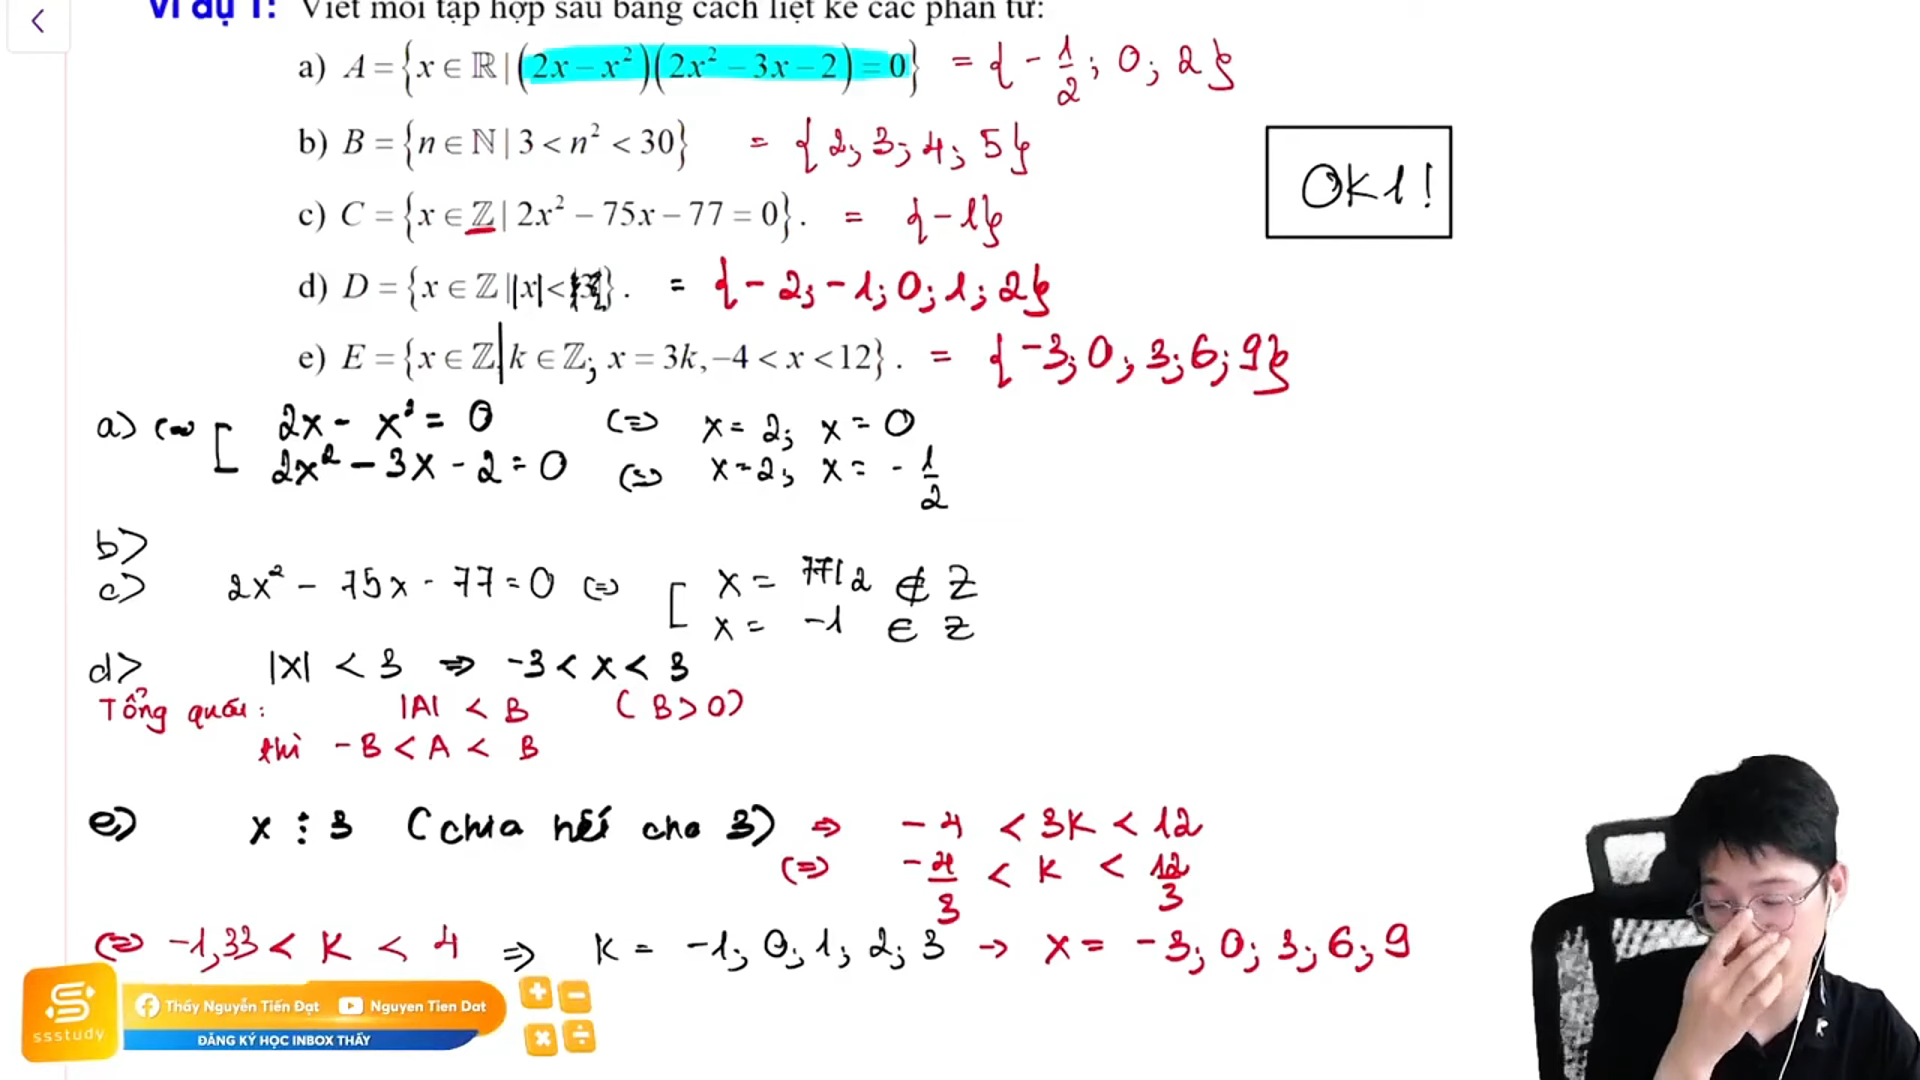 Ví dụ 1: Viết mỗi tập hợp sau bằng cách liệt kê các phần tử:
a) A = {x ∈ ℝ | (2x − x²)(2x² − 3x − 2) = 0} = {-1/2; 0; 2}
b) B = {n ∈ ℕ | 3 < n² < 30} = {2; 3; 4; 5}
OK1!
c) C = {x ∈ ℤ | 2x² − 75x − 77 = 0}. = {-1}
d) D = {x ∈ ℤ ||x| < 3}. = {-2; -1; 0; 1; 2}
e) E = {x ∈ ℤ | k ∈ ℤ; x = 3k, −4 < x < 12}. = {-3; 0; 3; 6; 9}
a) (=> [ 2x - x² = 0 (=) x = 2; x = 0
2x² - 3x - 2 = 0 (=) x = 2; x = -1/2
b)
c) 2x² - 75x - 77 = 0 (=) [ x = 77/2 ∉ Z
x = -1 ∈ Z
d) |x| < 3 => -3 < x < 3
Tổng quát: |A| < B (B > 0)
thì -B < A < B
e) x ⋮ 3 (chia hết cho 3) => -4 < 3k < 12
(=) -4/3 < k < 12/3
(=) -1,33 < k < 4 => k = -1; 0; 1; 2; 3 → x = -3; 0; 3; 6; 9
ssstudy
Thầy Nguyễn Tiến Đạt Nguyen Tien Dat
ĐĂNG KÝ HỌC INBOX THẦY